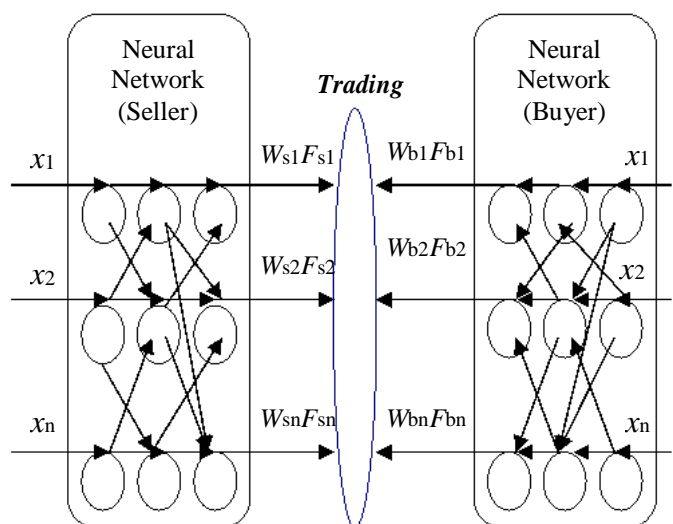 Neural
Network
(Seller)
Trading
Neural
Network
(Buyer)
x1
Ws1Fs1
Wb1Fb1
x1
x2
Ws2Fs2
Wb2Fb2
x2
xn
WsnFsn
WbnFbn
xn